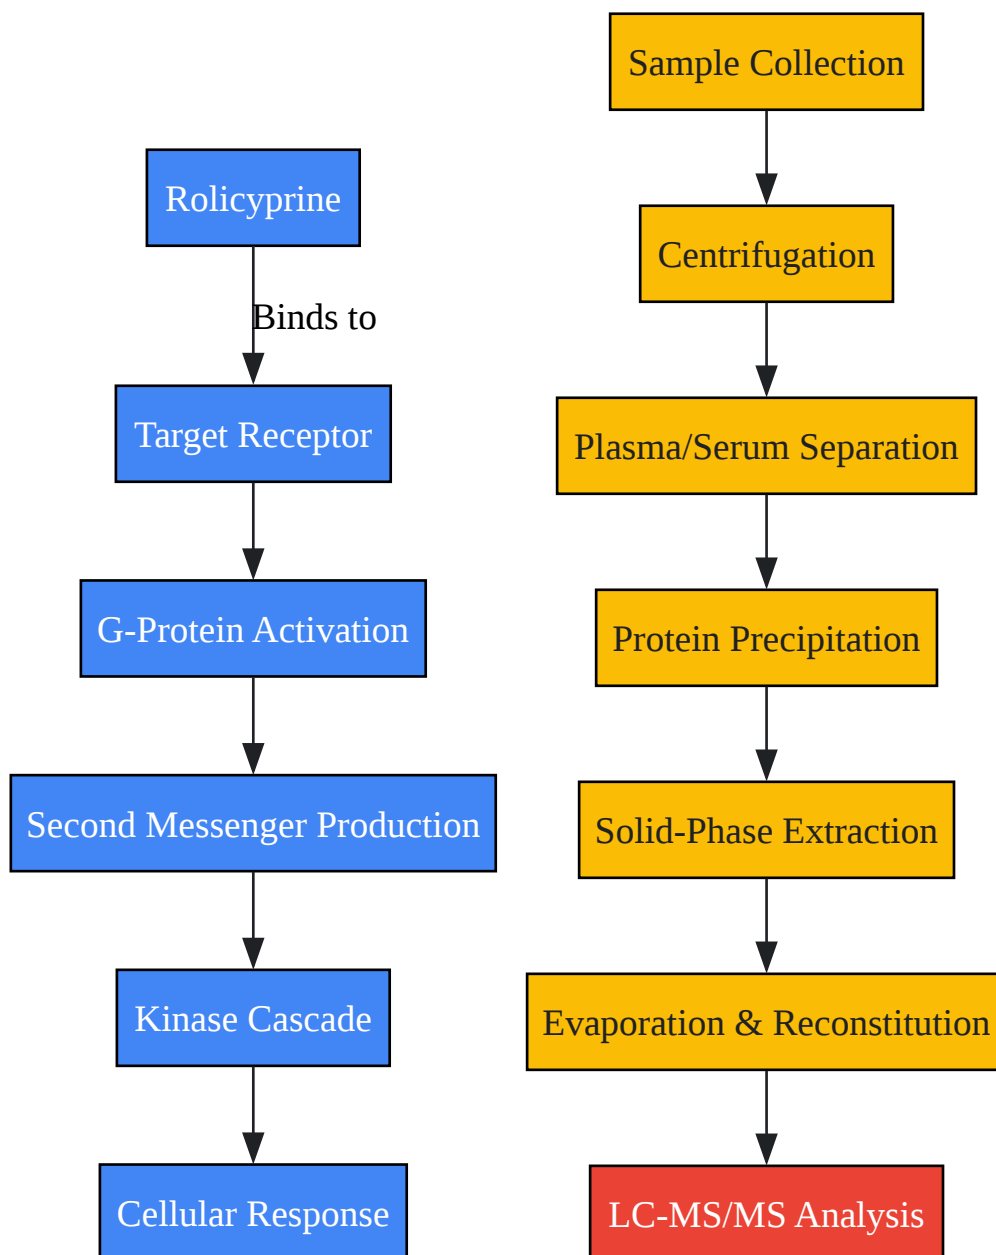 Rolicyprine
Binds to
Target Receptor
G-Protein Activation
Second Messenger Production
Kinase Cascade
Cellular Response
Sample Collection
Centrifugation
Plasma/Serum Separation
Protein Precipitation
Solid-Phase Extraction
Evaporation & Reconstitution
LC-MS/MS Analysis